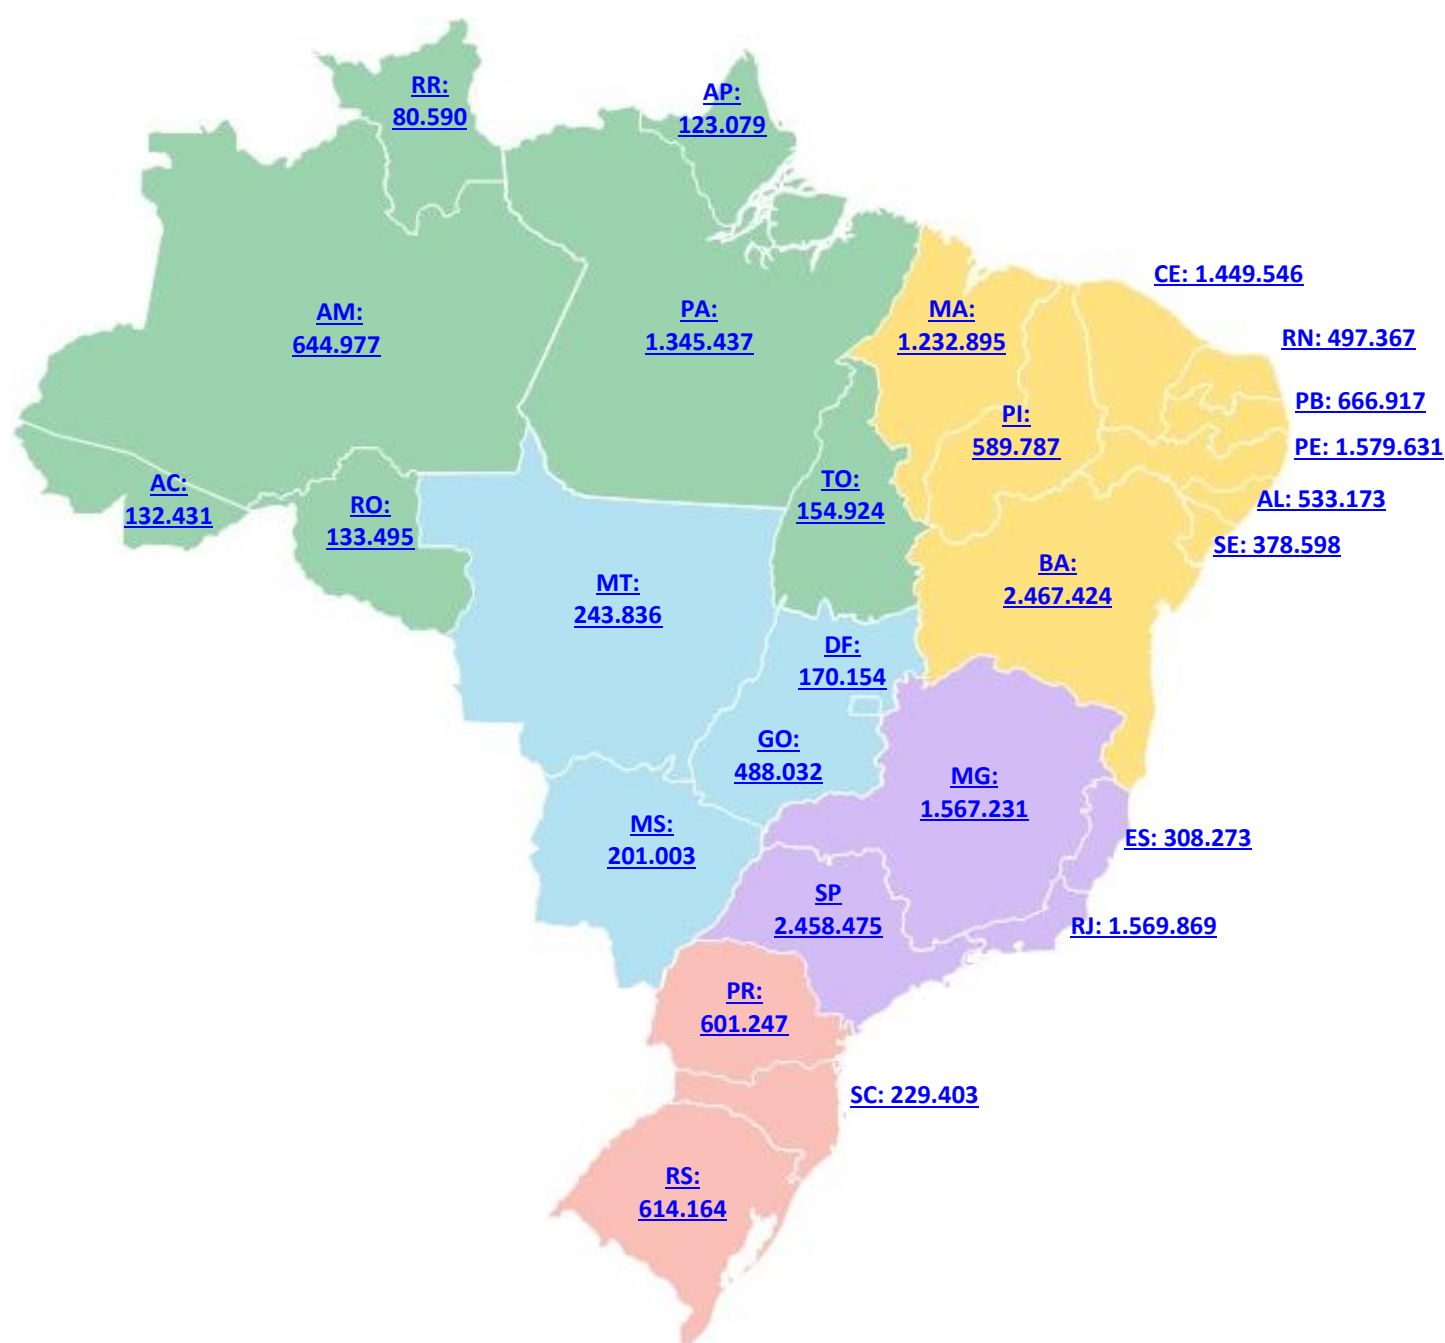 RR:
80.590
AP:
123.079
CE: 1.449.546
AM:
644.977
PA:
1.345.437
MA:
1.232.895
RN: 497.367
PB: 666.917
PI:
589.787
PE: 1.579.631
AC:
132.431
RO:
133.495
TO:
154.924
AL: 533.173
SE: 378.598
BA:
2.467.424
MT:
243.836
DF:
170.154
GO:
488.032
MG:
1.567.231
MS:
201.003
ES: 308.273
SP
2.458.475
RJ: 1.569.869
PR:
601.247
SC: 229.403
RS:
614.164